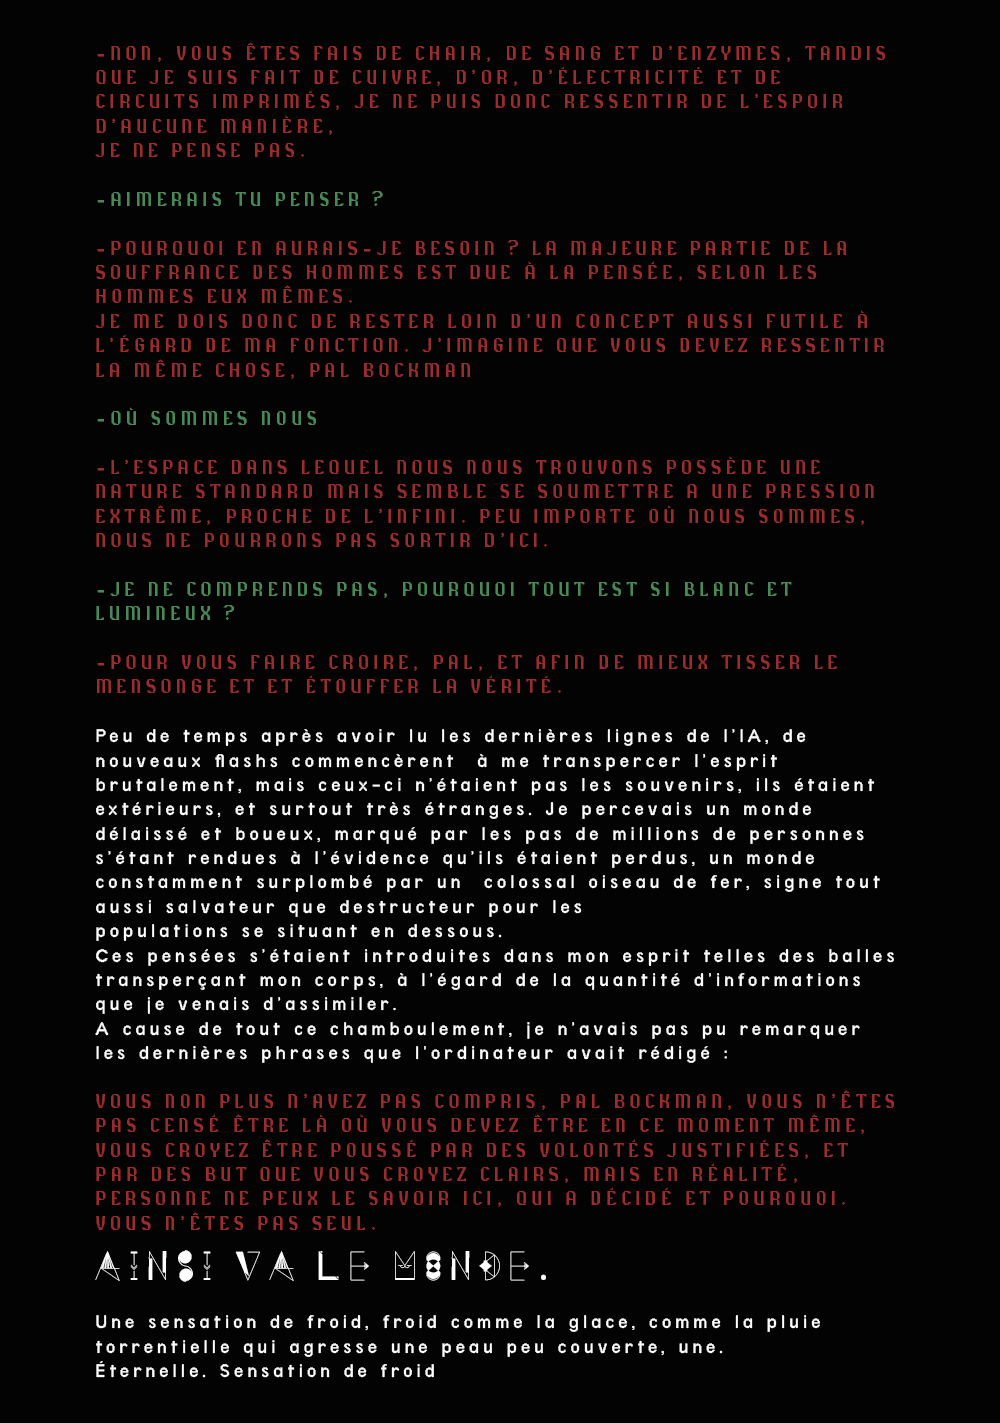 -NON, VOUS ÊTES FAIS DE CHAIR, DE SANG ET D'ENZYMES, TANDIS
QUE JE SUIS FAIT DE CUIVRE, D'OR, D'ÉLECTRICITÉ ET DE
CIRCUITS IMPRIMÉS, JE NE PUIS DONC RESSENTIR DE L'ESPOIR
D'AUCUNE MANIÈRE,
JE NE PENSE PAS.
-AIMERAIS TU PENSER ?
-POURQUOI EN AURAIS-JE BESOIN ? LA MAJEURE PARTIE DE LA
SOUFFRANCE DES HOMMES EST DUE À LA PENSÉE, SELON LES
HOMMES EUX MÊMES.
JE ME DOIS DONC DE RESTER LOIN D'UN CONCEPT AUSSI FUTILE À
L'ÉGARD DE MA FONCTION. J'IMAGINE QUE VOUS DEVEZ RESSENTIR
LA MÊME CHOSE, PAL BOCKMAN
-OÙ SOMMES NOUS
-L'ESPACE DANS LEQUEL NOUS NOUS TROUVONS POSSÈDE UNE
NATURE STANDARD MAIS SEMBLE SE SOUMETTRE A UNE PRESSION
EXTRÊME, PROCHE DE L'INFINI. PEU IMPORTE OÙ NOUS SOMMES,
NOUS NE POURRONS PAS SORTIR D'ICI.
-JE NE COMPRENDS PAS, POURQUOI TOUT EST SI BLANC ET
LUMINEUX ?
-POUR VOUS FAIRE CROIRE, PAL, ET AFIN DE MIEUX TISSER LE
MENSONGE ET ET ÉTOUFFER LA VÉRITÉ.
Peu de temps après avoir lu les dernières lignes de l'IA, de
nouveaux flashs commencèrent  à me transpercer l'esprit
brutalement, mais ceux-ci n'étaient pas les souvenirs, ils étaient
extérieurs, et surtout très étranges. Je percevais un monde
délaissé et boueux, marqué par les pas de millions de personnes
s'étant rendues à l'évidence qu'ils étaient perdus, un monde
constamment surplombé par un  colossal oiseau de fer, signe tout
aussi salvateur que destructeur pour les
populations se situant en dessous.
Ces pensées s'étaient introduites dans mon esprit telles des balles
transperçant mon corps, à l'égard de la quantité d'informations
que je venais d'assimiler.
A cause de tout ce chamboulement, je n'avais pas pu remarquer
les dernières phrases que l'ordinateur avait rédigé :
VOUS NON PLUS N'AVEZ PAS COMPRIS, PAL BOCKMAN, VOUS N'ÊTES
PAS CENSÉ ÊTRE LÀ OÙ VOUS DEVEZ ÊTRE EN CE MOMENT MÊME,
VOUS CROYEZ ÊTRE POUSSÉ PAR DES VOLONTÉS JUSTIFIÉES, ET
PAR DES BUT QUE VOUS CROYEZ CLAIRS, MAIS EN RÉALITÉ,
PERSONNE NE PEUX LE SAVOIR ICI, QUI A DÉCIDÉ ET POURQUOI.
VOUS N'ÊTES PAS SEUL.
AINSI VA LE MONDE.
Une sensation de froid, froid comme la glace, comme la pluie
torrentielle qui agresse une peau peu couverte, une.
Éternelle. Sensation de froid